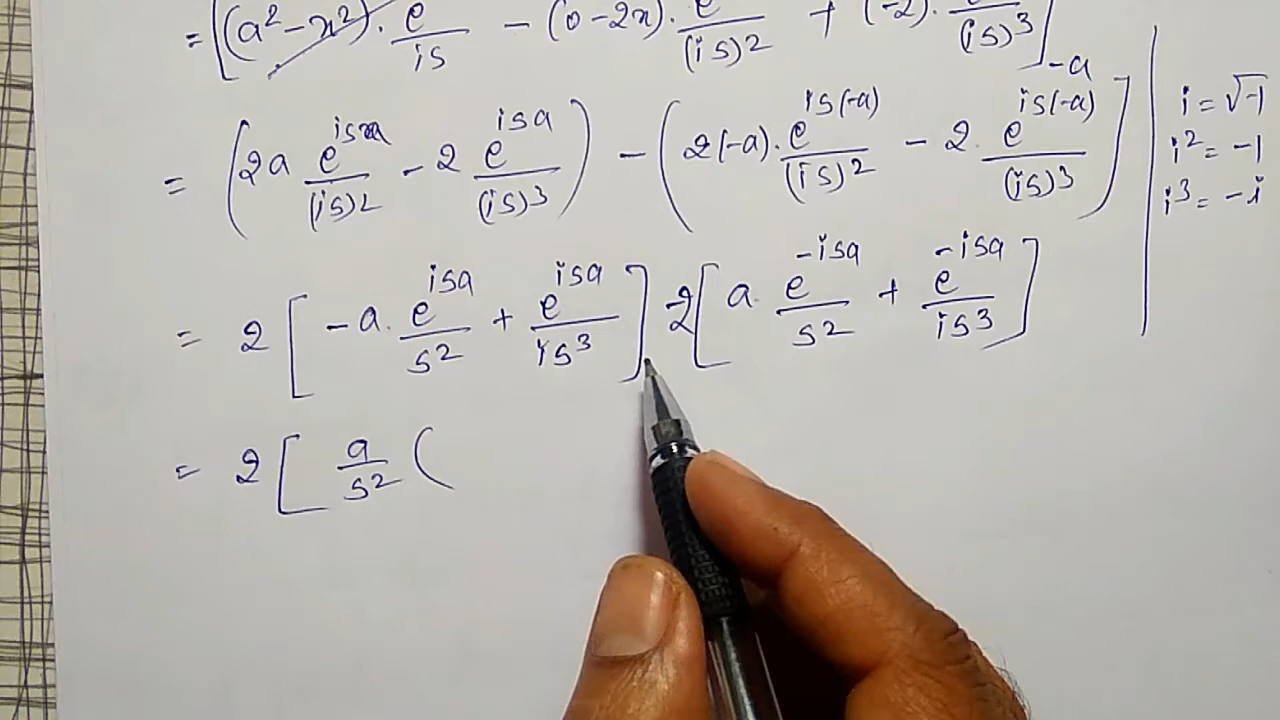 = [(a² - x²) · e/is - (0 - 2x) · e/(is)² + (-2) · /(is)³]₋ₐ
= (2a e^{isa}/(is)² - 2 e^{isa}/(is)³) - (2(-a) · e^{is(-a)}/(is)² - 2 · e^{is(-a)}/(is)³]
= 2 [-a · e^{isa}/s² + e^{isa}/is³] 2 [a · e^{-isa}/s² + e^{-isa}/is³]
= 2 [ a/s² (
i = √-1
i² = -1
i³ = -i